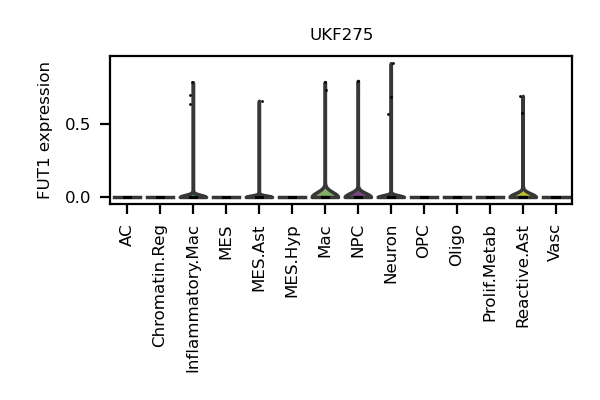 UKF275
FUT1 expression
0.5
0.0
AC
Chromatin.Reg
Inflammatory.Mac
MES
MES.Ast
MES.Hyp
Mac
NPC
Neuron
OPC
Oligo
Prolif.Metab
Reactive.Ast
Vasc